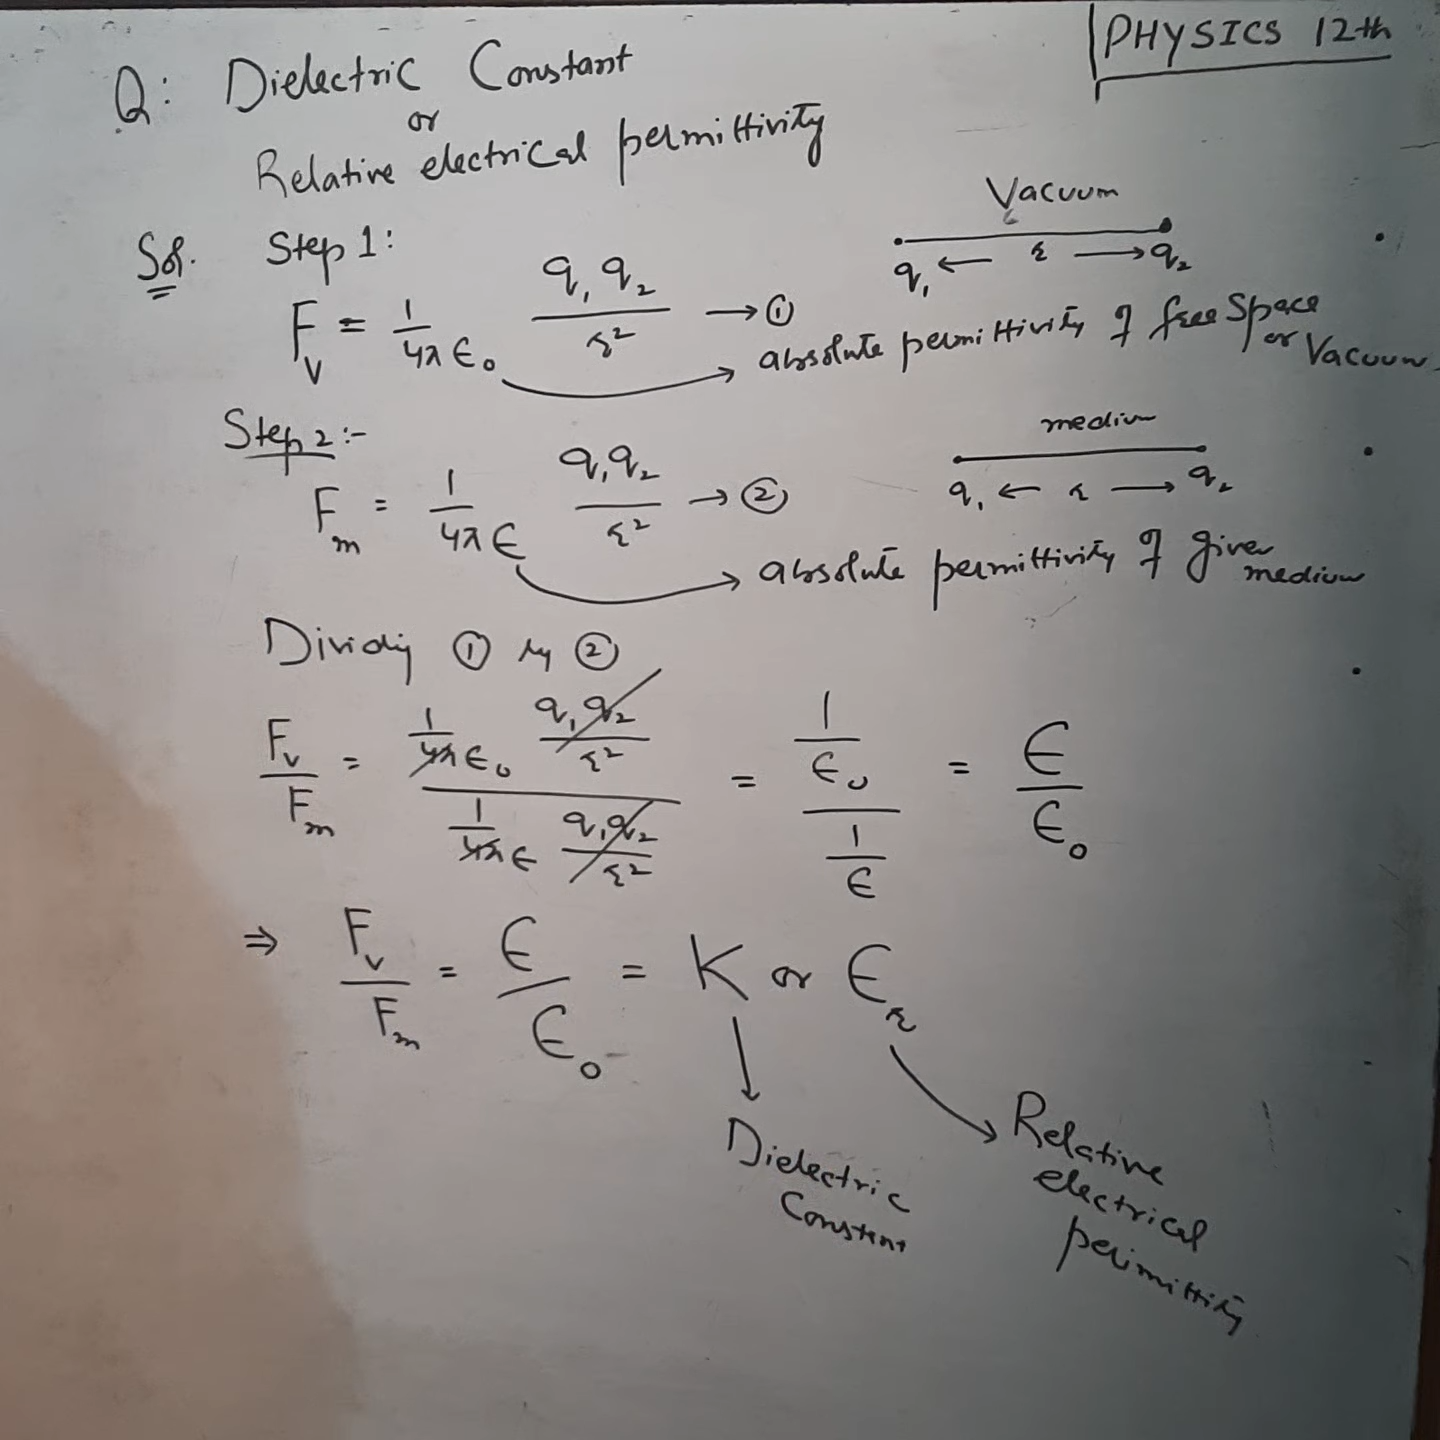 PHYSICS 12th
Q: Dielectric Constant
or
Relative electrical permittivity
Sol. Step 1:
Vacuum
q₁ ← r → q₂
F_v = 1/4πϵ₀ q₁q₂/r² → ①
absolute permittivity of free Space or Vacuum
Step 2 :-
medium
q₁ ← r → q₂
F_m = 1/4πϵ q₁q₂/r² → ②
absolute permittivity of given medium
Dividing ① by ②
F_v/F_m = (1/4πϵ₀ q₁q₂/r²)/(1/4πϵ q₁q₂/r²) = (1/ϵ₀)/(1/ϵ) = ϵ/ϵ₀
⇒ F_v/F_m = ϵ/ϵ₀ = K or ϵ_r
Dielectric
Constant
Relative
electrical
permittivity